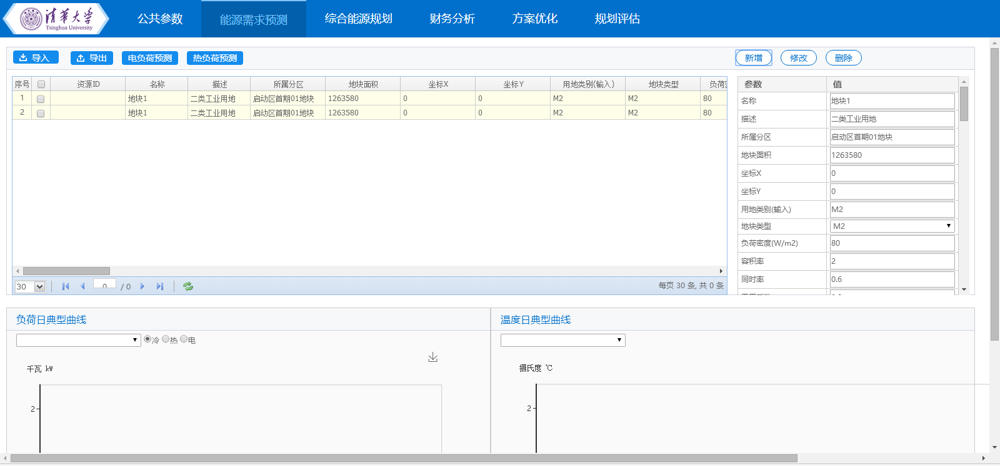 清华大学
Tsinghua University
公共参数 能源需求预测 综合能源规划 财务分析 方案优化 规划评估
导入 导出 电负荷预测 热负荷预测 新增 修改 删除
序号 资源ID 名称 描述 所属分区 地块面积 坐标X 坐标Y 用地类别(输入) 地块类型
1 地块1 二类工业用地 启动区首期01地块 1263580 0 0 M2 M2 80
2 地块1 二类工业用地 启动区首期01地块 1263580 0 0 M2 M2 80
30 0 / 0 每页 30 条, 共 0 条
参数 值
名称 地块1
描述 二类工业用地
所属分区 启动区首期01地块
地块面积 1263580
坐标X 0
坐标Y 0
用地类别(输入) M2
地块类型 M2
负荷密度(W/m2) 80
容积率 2
同时率 0.6
负荷日典型曲线
冷 热 电
千瓦 kW
2
温度日典型曲线
摄氏度 ℃
2